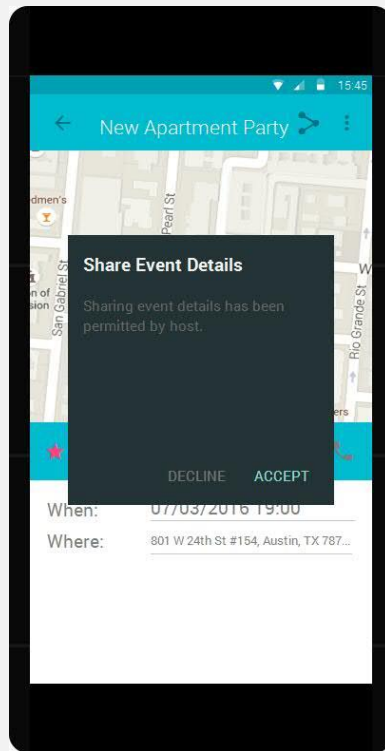 15:45
New Apartment Party
dmen's
Pearl St
San Gabriel St
n of
sion
W
Rio Grande St
ers
Share Event Details
Sharing event details has been
permitted by host.
DECLINE ACCEPT
When: 07/03/2016 19:00
Where: 801 W 24th St #154, Austin, TX 787...